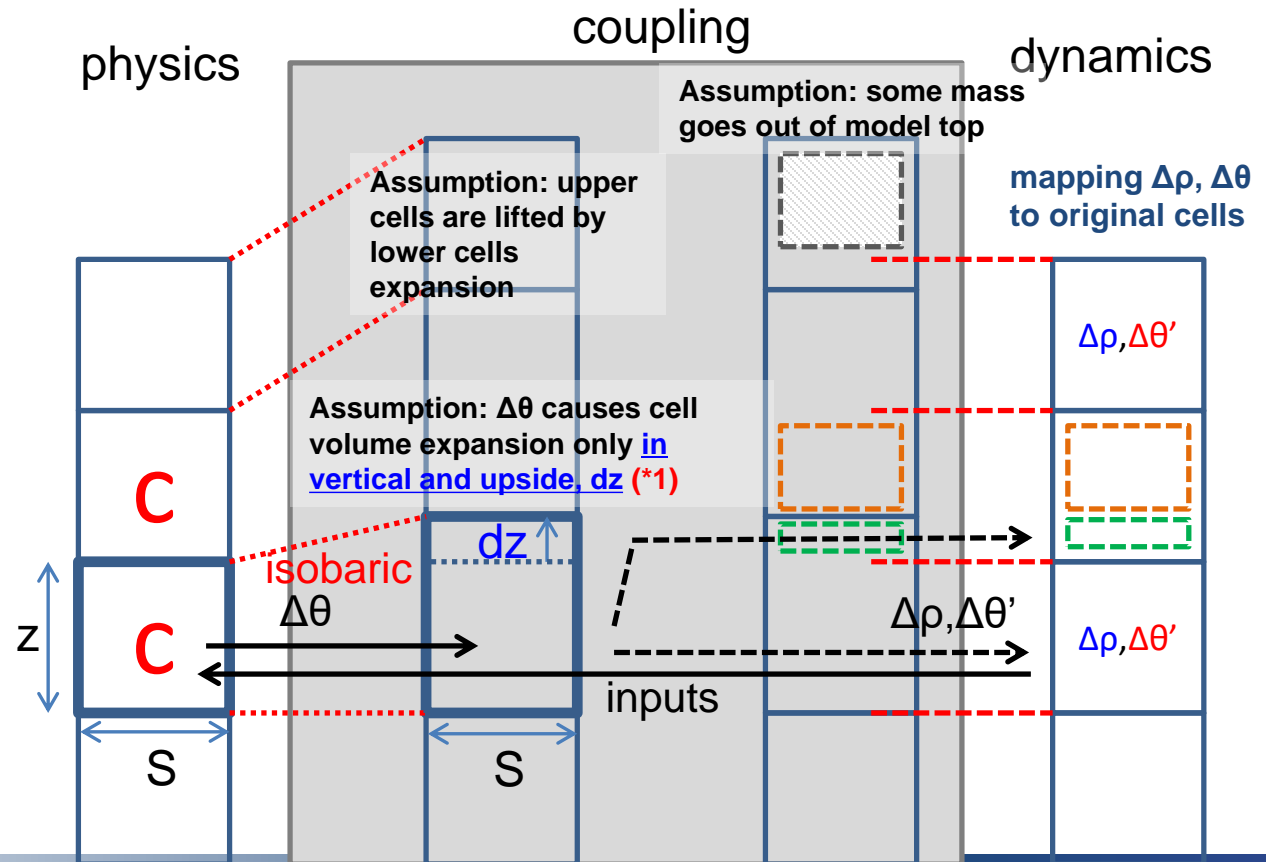 coupling
physics
dynamics
Assumption: some mass
goes out of model top
Assumption: upper
cells are lifted by
lower cells
expansion
mapping Δρ, Δθ
to original cells
Δρ,Δθ’
Assumption: Δθ causes cell
volume expansion only in
vertical and upside, dz (*1)
C
dz
isobaric
Δθ
Δρ,Δθ’
z
C
Δρ,Δθ’
inputs
S
S